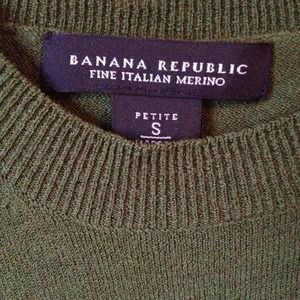 BANANA REPUBLIC
FINE ITALIAN MERINO
PETITE
S